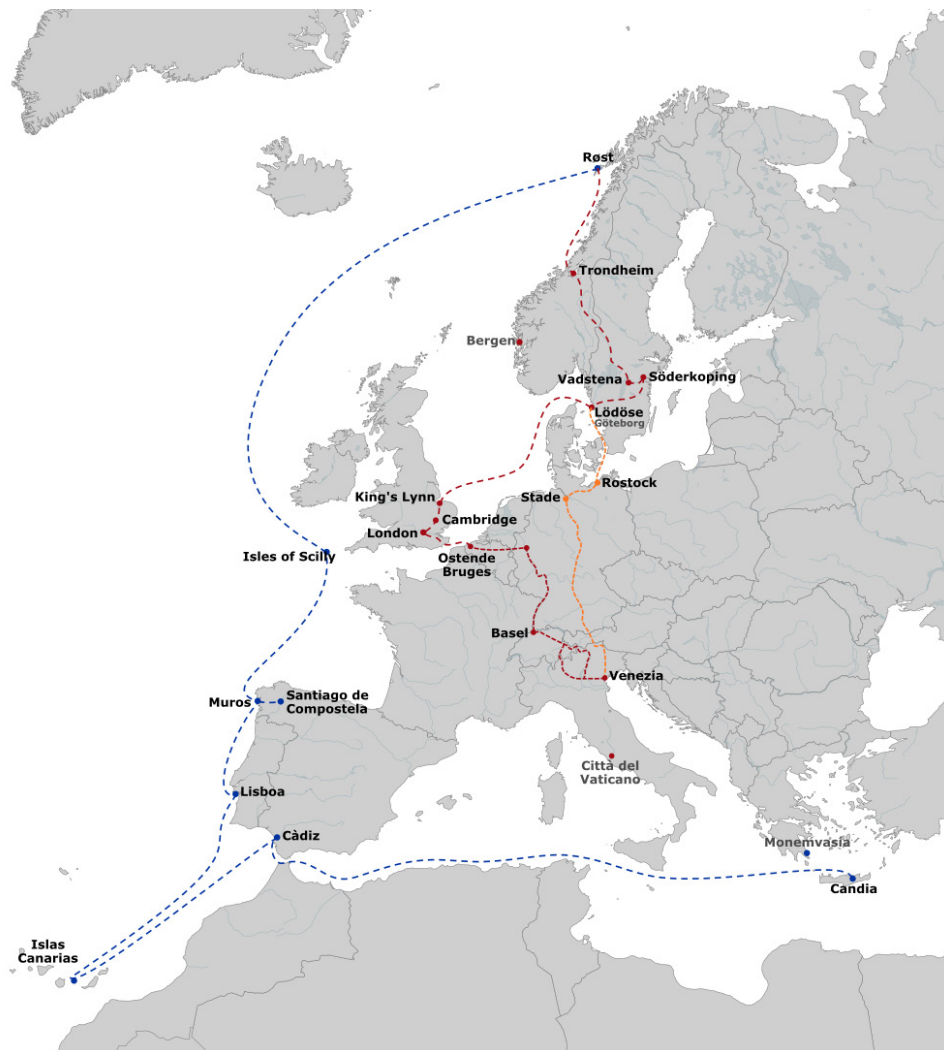 Røst
Trondheim
Bergen
Vadstena
Söderkoping
Lödöse
Göteborg
Rostock
Stade
King's Lynn
Cambridge
London
Ostende
Bruges
Isles of Scilly
Basel
Venezia
Muros
Santiago de
Compostela
Città del
Vaticano
Lisboa
Càdiz
Monemvasia
Candia
Islas
Canarias